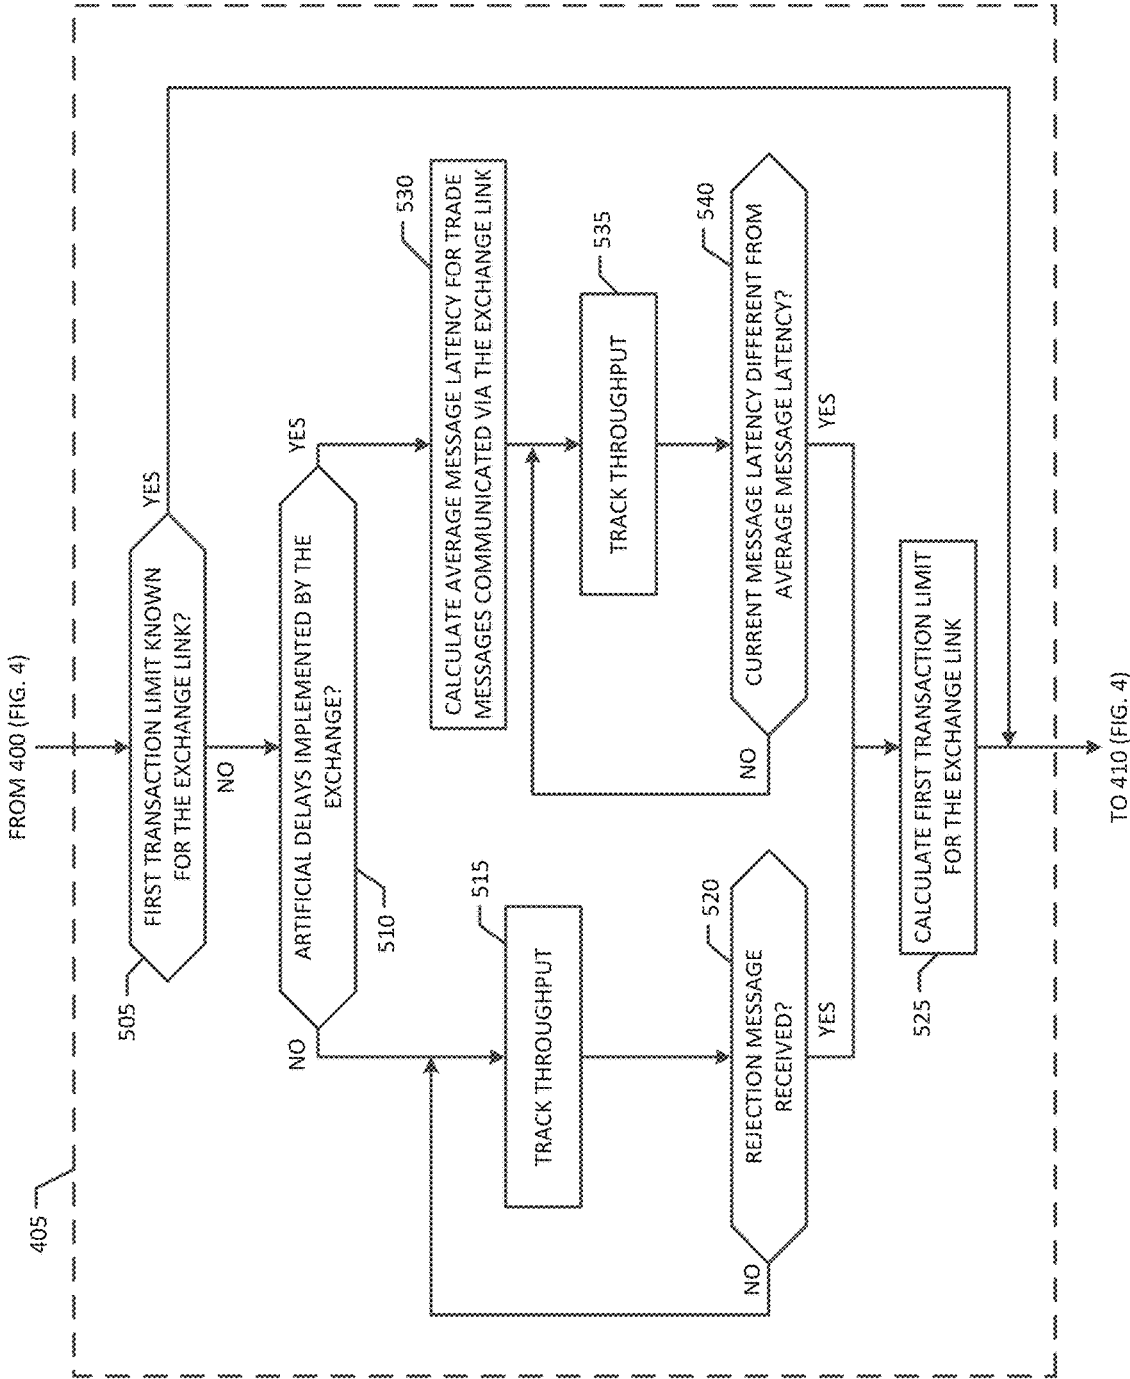 FROM 400 (FIG. 4)
405
505
FIRST TRANSACTION LIMIT KNOWN
FOR THE EXCHANGE LINK?
YES
NO
510
ARTIFICIAL DELAYS IMPLEMENTED BY THE
EXCHANGE?
NO
YES
530
CALCULATE AVERAGE MESSAGE LATENCY FOR TRADE
MESSAGES COMMUNICATED VIA THE EXCHANGE LINK
515
TRACK THROUGHPUT
535
TRACK THROUGHPUT
520
REJECTION MESSAGE
RECEIVED?
NO
YES
540
CURRENT MESSAGE LATENCY DIFFERENT FROM
AVERAGE MESSAGE LATENCY?
NO
YES
525
CALCULATE FIRST TRANSACTION LIMIT
FOR THE EXCHANGE LINK
TO 410 (FIG. 4)